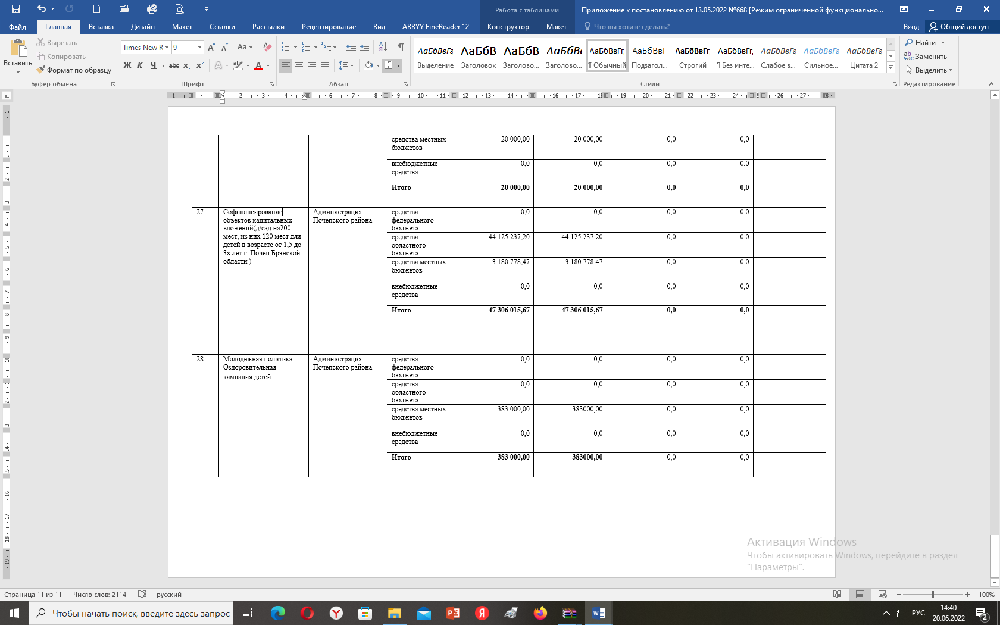 Работа с таблицами
Приложение к постановлению от 13.05.2022 №668 [Режим ограниченной функционально...
Файл Главная Вставка Дизайн Макет Ссылки Рассылки Рецензирование Вид ABBYY FineReader 12 Конструктор Макет Что вы хотите сделать? Вход Общий доступ
Вставить
Вырезать
Копировать
Формат по образцу
Буфер обмена
Times New R 9
Aa
Ж К Ч abc x₂ x²
Шрифт
Абзац
АаБбВвГг АаБбВ АаБбВ АаБбВ АаБбВвГг, АаБбВвГ АаБбВвГг, АаБбВвГг, АаБбВвГг АаБбВвГг АаБбВвГг
Выделение Заголовок Заголово... Заголово... ¶ Обычный Подзагол... Строгий ¶ Без инте... Слабое в... Сильное... Цитата 2
Стили
Найти
Заменить
Выделить
Редактирование
средства местных бюджетов 20 000,00 20 000,00 0,0 0,0
внебюджетные средства 0,0 0,0 0,0 0,0
Итого 20 000,00 20 000,00 0,0 0,0
27 Софинансирование
объектов капитальных
вложений(д/сад на200
мест, из них 120 мест для
детей в возрасте от 1,5 до
3х лет г. Почеп Брянской
области )
Администрация
Почепского района
средства федерального бюджета 0,0 0,0 0,0 0,0
средства областного бюджета 44 125 237,20 44 125 237,20 0,0 0,0
средства местных бюджетов 3 180 778,47 3 180 778,47 0,0 0,0
внебюджетные средства 0,0 0,0 0,0 0,0
Итого 47 306 015,67 47 306 015,67 0,0 0,0
28 Молодежная политика
Оздоровительная
кампания детей
Администрация
Почепского района
средства федерального бюджета 0,0 0,0 0,0 0,0
средства областного бюджета 0,0 0,0 0,0 0,0
средства местных бюджетов 383 000,00 383000,00 0,0 0,0
внебюджетные средства 0,0 0,0 0,0 0,0
Итого 383 000,00 383000,00 0,0 0,0
Активация Windows
Чтобы активировать Windows, перейдите в раздел
"Параметры".
Страница 11 из 11 Число слов: 2114 русский 100%
Чтобы начать поиск, введите здесь запрос
РУС
14:40
20.06.2022
2